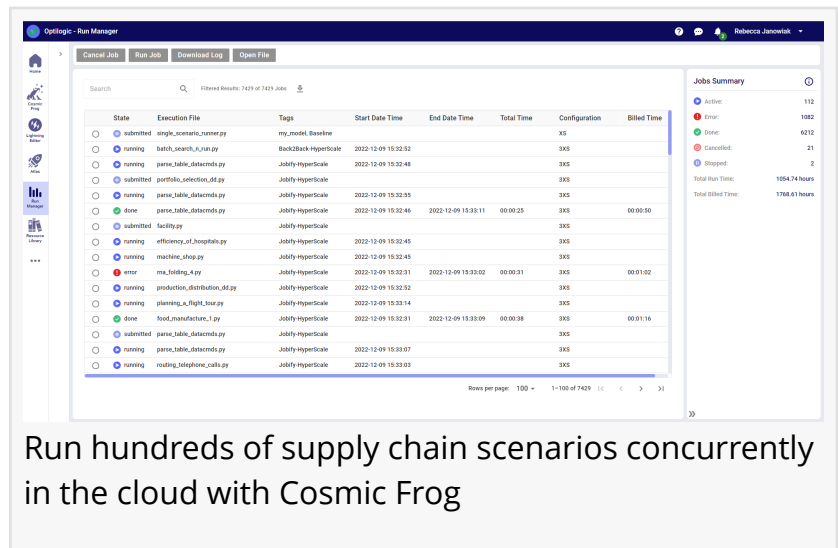 Optilogic - Run Manager
2
Rebecca Janowiak
Cancel Job Run Job Download Log Open File
Home
Cosmic Frog
Lightning Editor
Atlas
Run Manager
Resource Library
Search Filtered Results: 7429 of 7429 Jobs
State Execution File Tags Start Date Time End Date Time Total Time Configuration Billed Time
submitted single_scenario_runner.py my_model, Baseline XS
running batch_search_n_run.py Back2Back-HyperScale 2022-12-09 15:32:52 3XS
running parse_table_datacmds.py Jobify-HyperScale 2022-12-09 15:32:48 3XS
submitted portfolio_selection_dd.py Jobify-HyperScale 3XS
running parse_table_datacmds.py Jobify-HyperScale 2022-12-09 15:32:55 3XS
done parse_table_datacmds.py Jobify-HyperScale 2022-12-09 15:32:46 2022-12-09 15:33:11 00:00:25 3XS 00:00:50
submitted facility.py Jobify-HyperScale 3XS
running efficiency_of_hospitals.py Jobify-HyperScale 2022-12-09 15:32:45 3XS
running machine_shop.py Jobify-HyperScale 2022-12-09 15:32:45 3XS
error rna_folding_4.py Jobify-HyperScale 2022-12-09 15:32:31 2022-12-09 15:33:02 00:00:31 3XS 00:01:02
running production_distribution_dd.py Jobify-HyperScale 2022-12-09 15:32:52 3XS
running planning_a_flight_tour.py Jobify-HyperScale 2022-12-09 15:33:14 3XS
done food_manufacture_1.py Jobify-HyperScale 2022-12-09 15:32:31 2022-12-09 15:33:09 00:00:38 3XS 00:01:16
submitted parse_table_datacmds.py Jobify-HyperScale 3XS
running parse_table_datacmds.py Jobify-HyperScale 2022-12-09 15:33:07 3XS
running routing_telephone_calls.py Jobify-HyperScale 2022-12-09 15:33:03 3XS
Rows per page: 100 1–100 of 7429
Jobs Summary
Active: 112
Error: 1082
Done: 6212
Cancelled: 21
Stopped: 2
Total Run Time: 1054.74 hours
Total Billed Time: 1768.61 hours
Run hundreds of supply chain scenarios concurrently
in the cloud with Cosmic Frog